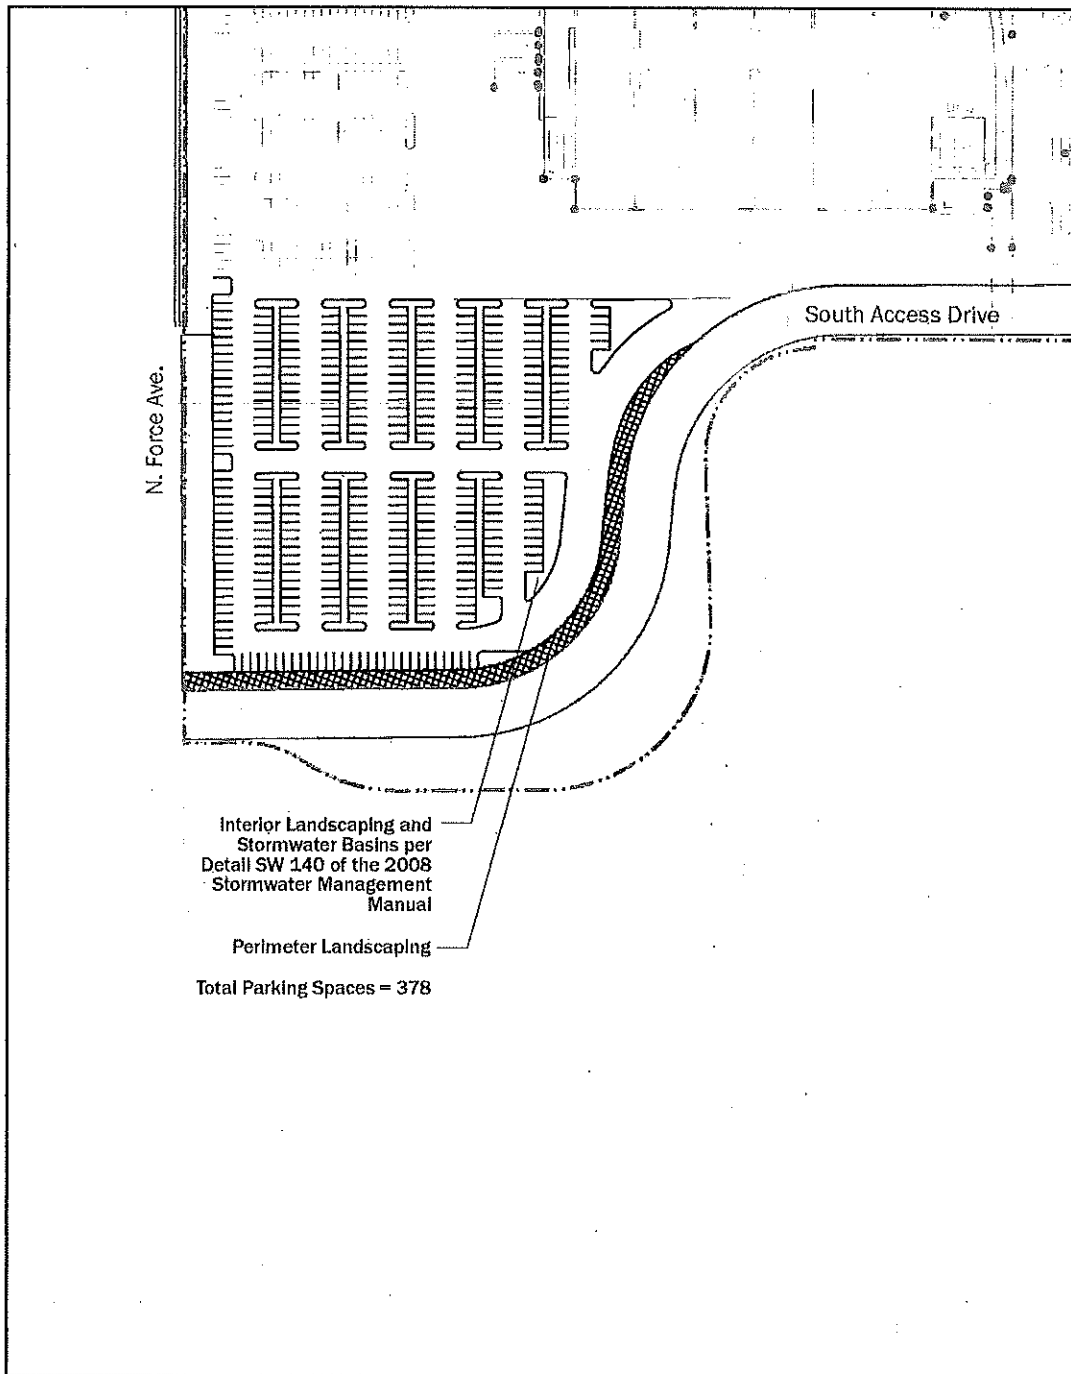 South Access Drive
N. Force Ave.
Interior Landscaping and
Stormwater Basins per
Detail SW 140 of the 2008
Stormwater Management
Manual
Perimeter Landscaping
Total Parking Spaces = 378